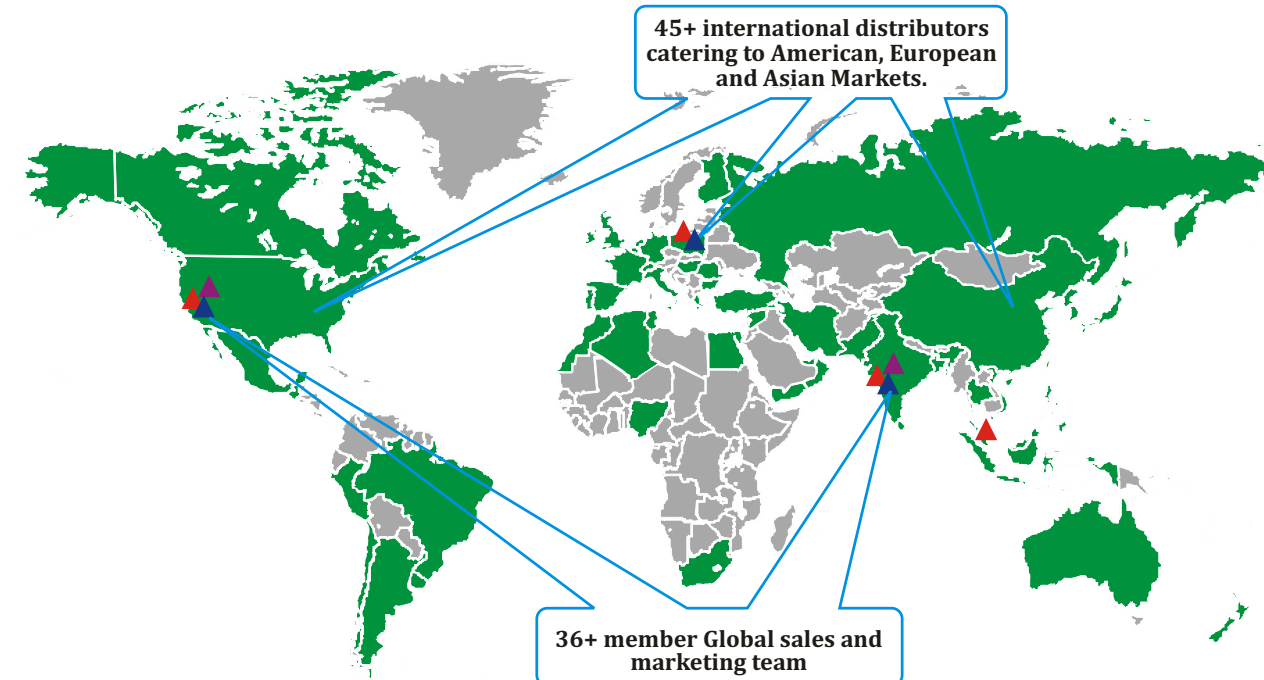 45+ international distributors
catering to American, European
and Asian Markets.
36+ member Global sales and
marketing team